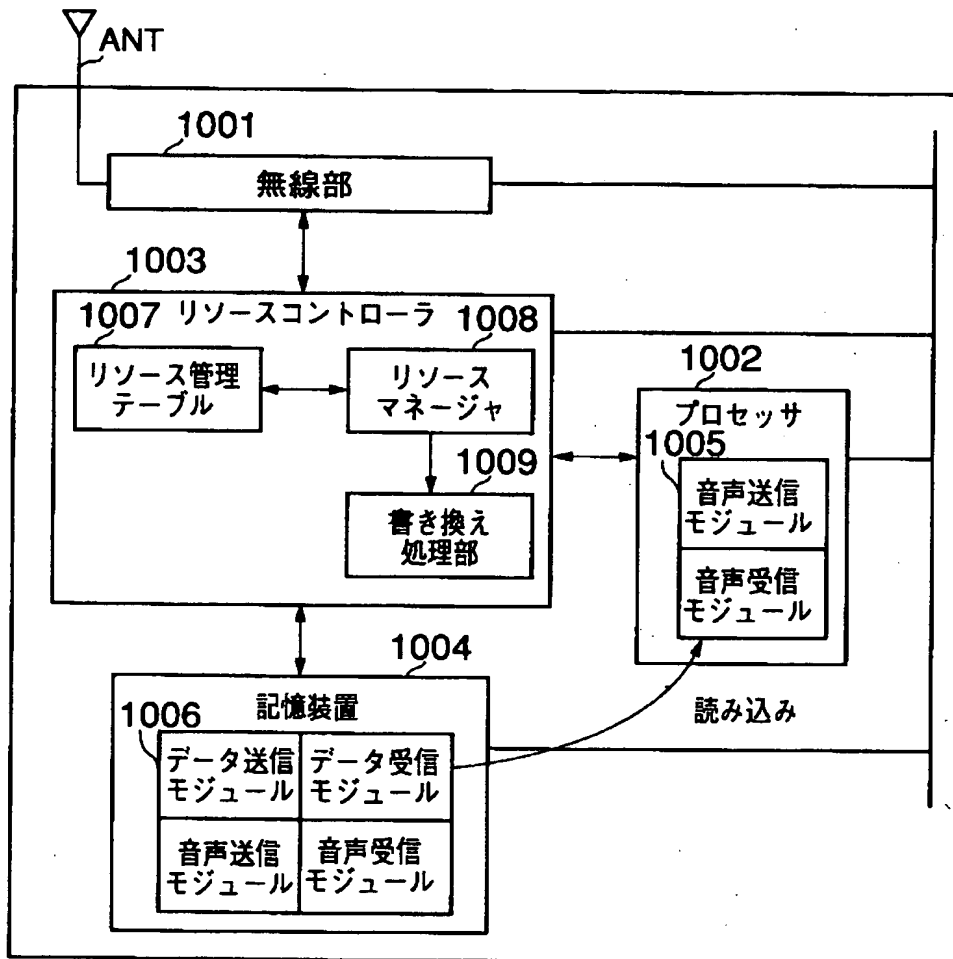 ANT
1001
無線部
1003
リソースコントローラ
1007
リソース管理
テーブル
1008
リソース
マネージャ
1009
書き換え
処理部
1002
プロセッサ
1005
音声送信
モジュール
音声受信
モジュール
読み込み
1004
記憶装置
1006
データ送信
モジュール
データ受信
モジュール
音声送信
モジュール
音声受信
モジュール